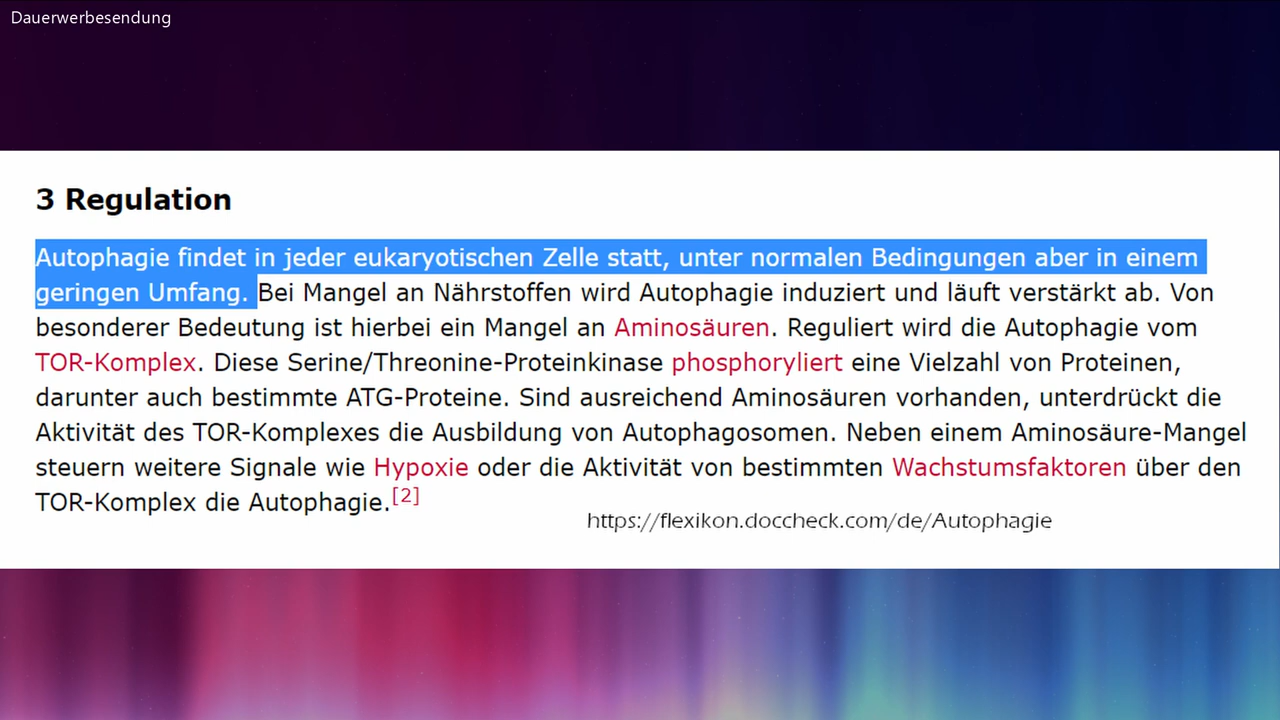 Dauerwerbesendung
3 Regulation
Autophagie findet in jeder eukaryotischen Zelle statt, unter normalen Bedingungen aber in einem
geringen Umfang. Bei Mangel an Nährstoffen wird Autophagie induziert und läuft verstärkt ab. Von
besonderer Bedeutung ist hierbei ein Mangel an Aminosäuren. Reguliert wird die Autophagie vom
TOR-Komplex. Diese Serine/Threonine-Proteinkinase phosphoryliert eine Vielzahl von Proteinen,
darunter auch bestimmte ATG-Proteine. Sind ausreichend Aminosäuren vorhanden, unterdrückt die
Aktivität des TOR-Komplexes die Ausbildung von Autophagosomen. Neben einem Aminosäure-Mangel
steuern weitere Signale wie Hypoxie oder die Aktivität von bestimmten Wachstumsfaktoren über den
TOR-Komplex die Autophagie.[2]
https://flexikon.doccheck.com/de/Autophagie